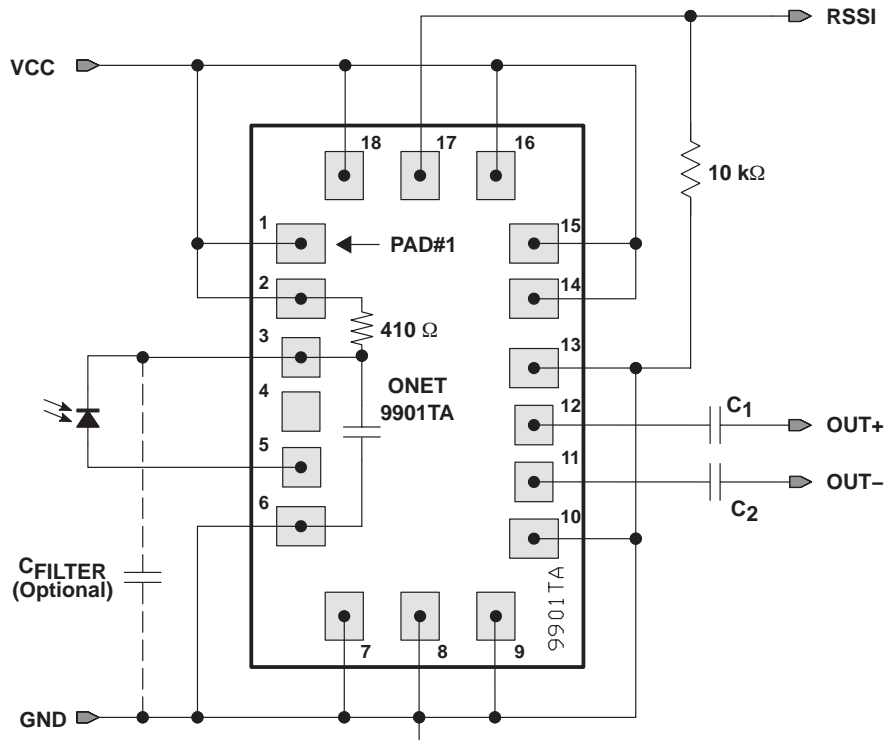 RSSI
VCC
18
17
16
10 kΩ
1
PAD#1
15
2
14
410 Ω
3
13
ONET
9901TA
4
12
C1
OUT+
5
11
OUT–
C2
6
10
CFILTER
(Optional)
9901TA
7
8
9
GND